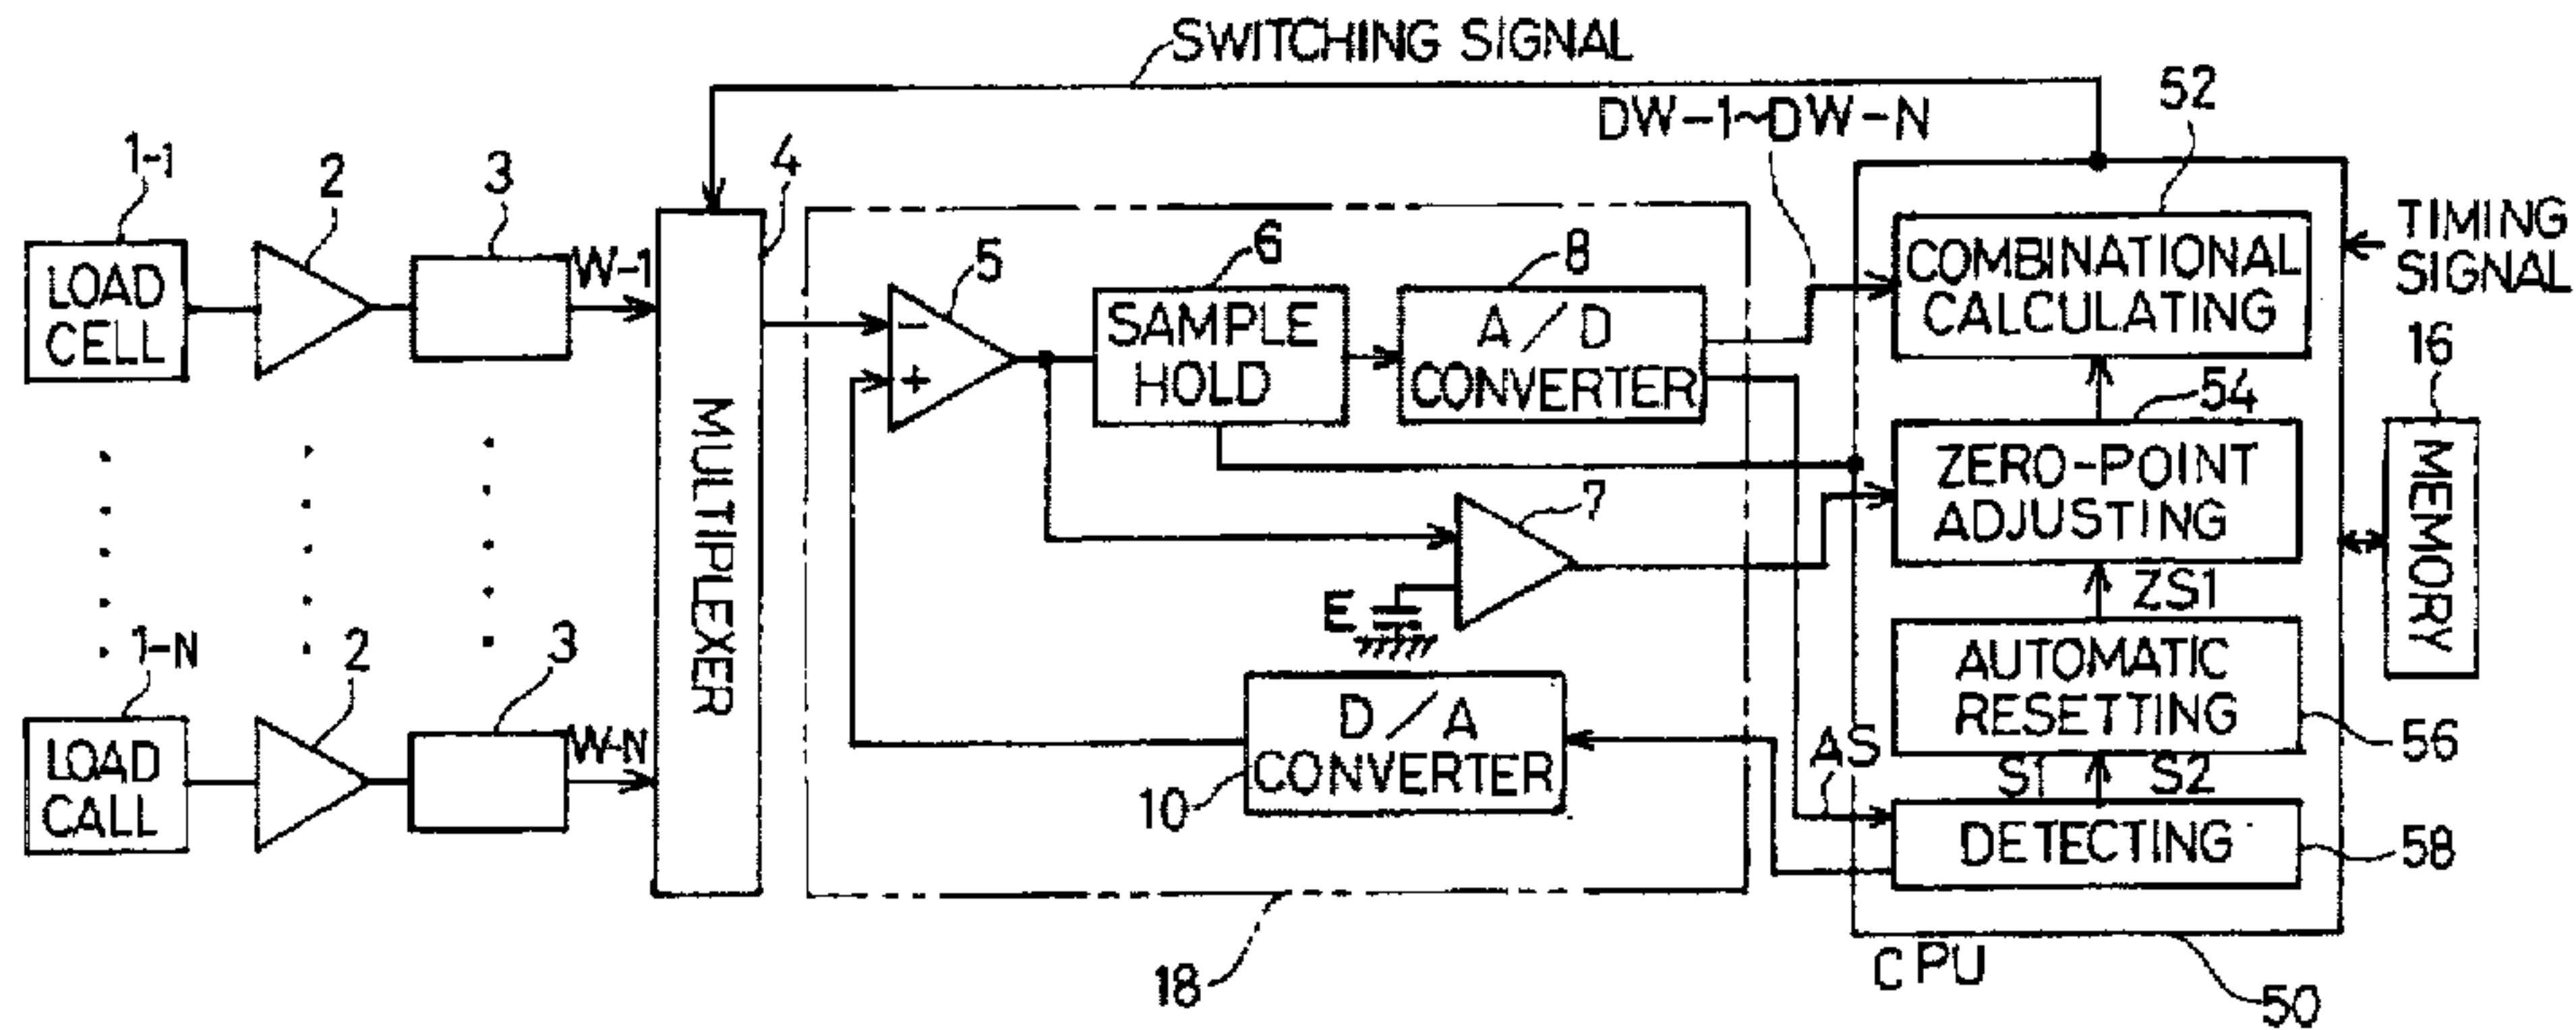 SWITCHING SIGNAL
DW-1~DW-N
52
1-1
2
3
4
W-1
TIMING
SIGNAL
LOAD
CELL
5
6
8
SAMPLE
HOLD
A/D
CONVERTER
COMBINATIONAL
CALCULATING
16
-
+
MULTIPLEXER
54
ZERO-POINT
ADJUSTING
MEMORY
7
E
ZS1
1-N
2
3
W-N
LOAD
CALL
D/A
CONVERTER
10
AUTOMATIC
RESETTING
56
AS
S1
S2
DETECTING
58
18
CPU
50